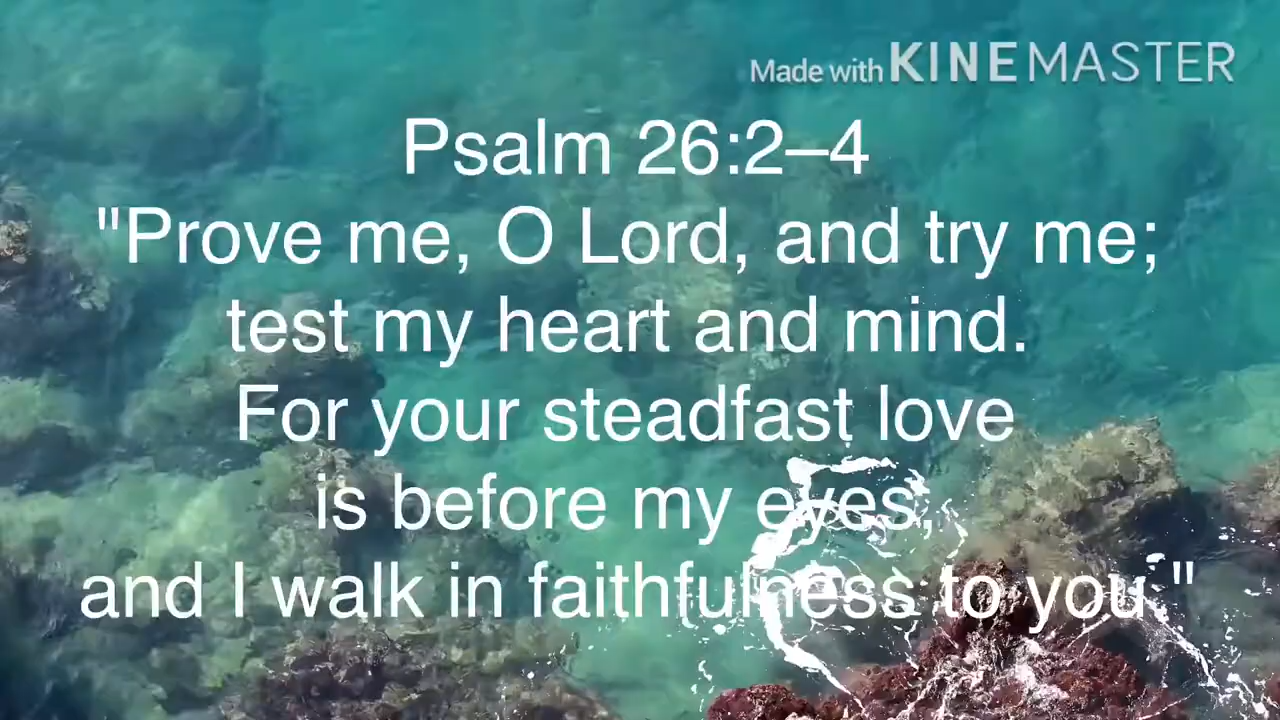 Made with KINEMASTER
Psalm 26:2–4
"Prove me, O Lord, and try me;
test my heart and mind.
For your steadfast love
is before my eyes,
and I walk in faithfulness to you."